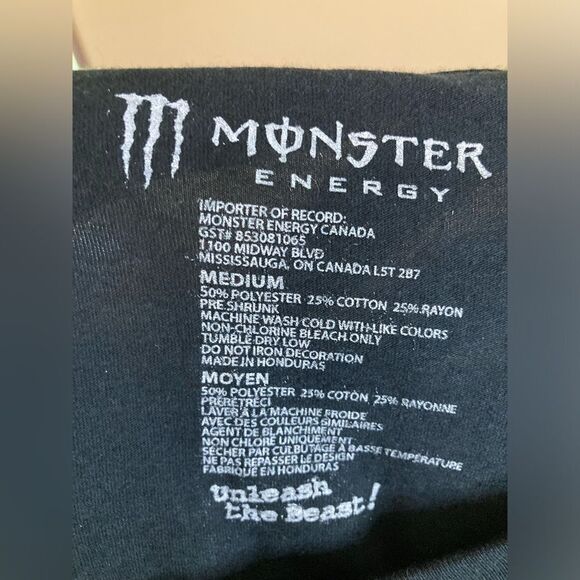 MONSTER
ENERGY
IMPORTER OF RECORD:
MONSTER ENERGY CANADA
GST# 853081065
1100 MIDWAY BLVD
MISSISSAUGA, ON CANADA L5T 2B7
MEDIUM
50% POLYESTER 25% COTTON 25% RAYON
PRE SHRUNK
MACHINE WASH COLD WITH LIKE COLORS
NON-CHLORINE BLEACH ONLY
TUMBLE DRY LOW
DO NOT IRON DECORATION
MADE IN HONDURAS
MOYEN
50% POLYESTER 25% COTON 25% RAYONNE
PRÉRÉTRÉCI
LAVER À LA MACHINE FROIDE
AVEC DES COULEURS SIMILAIRES
AGENT DE BLANCHIMENT
NON CHLORÉ UNIQUEMENT
SÉCHER PAR CULBUTAGE À BASSE TEMPÉRATURE
NE PAS REPASSER LE DESIGN
FABRIQUÉ EN HONDURAS
unleash
the Beast!